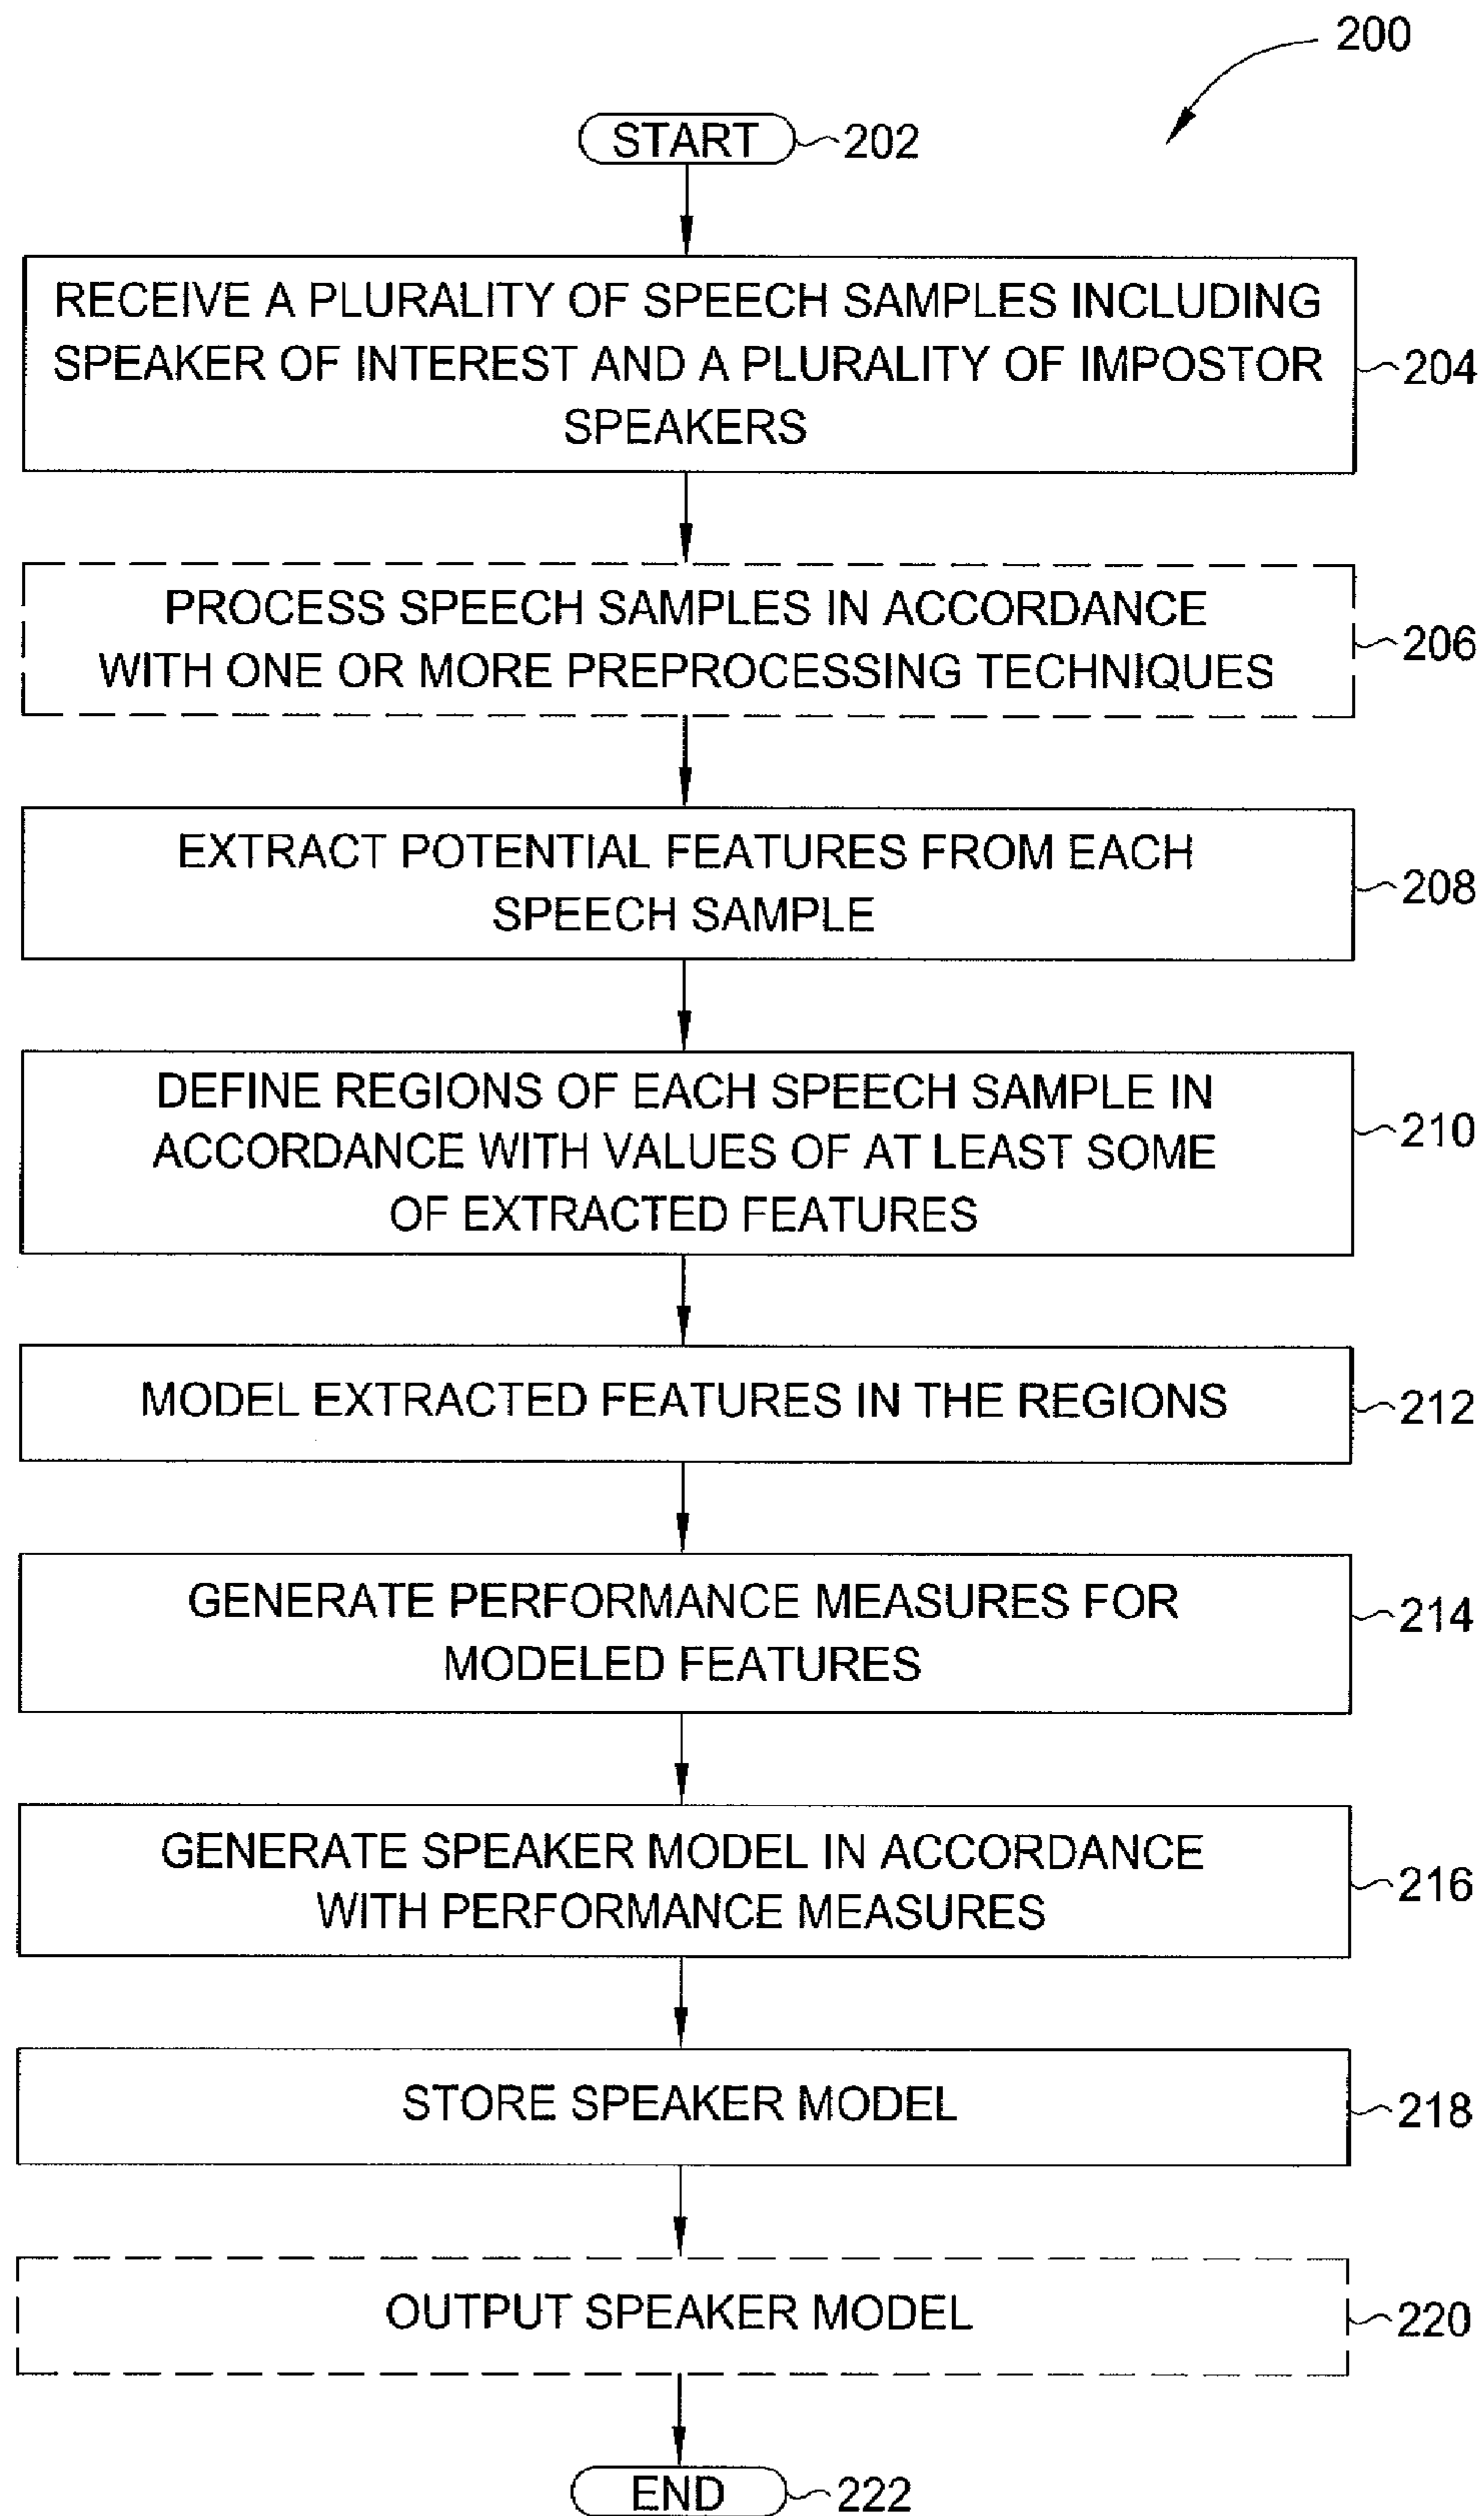 200
START 202
RECEIVE A PLURALITY OF SPEECH SAMPLES INCLUDING
SPEAKER OF INTEREST AND A PLURALITY OF IMPOSTOR
SPEAKERS
204
PROCESS SPEECH SAMPLES IN ACCORDANCE
WITH ONE OR MORE PREPROCESSING TECHNIQUES
206
EXTRACT POTENTIAL FEATURES FROM EACH
SPEECH SAMPLE
208
DEFINE REGIONS OF EACH SPEECH SAMPLE IN
ACCORDANCE WITH VALUES OF AT LEAST SOME
OF EXTRACTED FEATURES
210
MODEL EXTRACTED FEATURES IN THE REGIONS
212
GENERATE PERFORMANCE MEASURES FOR
MODELED FEATURES
214
GENERATE SPEAKER MODEL IN ACCORDANCE
WITH PERFORMANCE MEASURES
216
STORE SPEAKER MODEL
218
OUTPUT SPEAKER MODEL
220
END 222